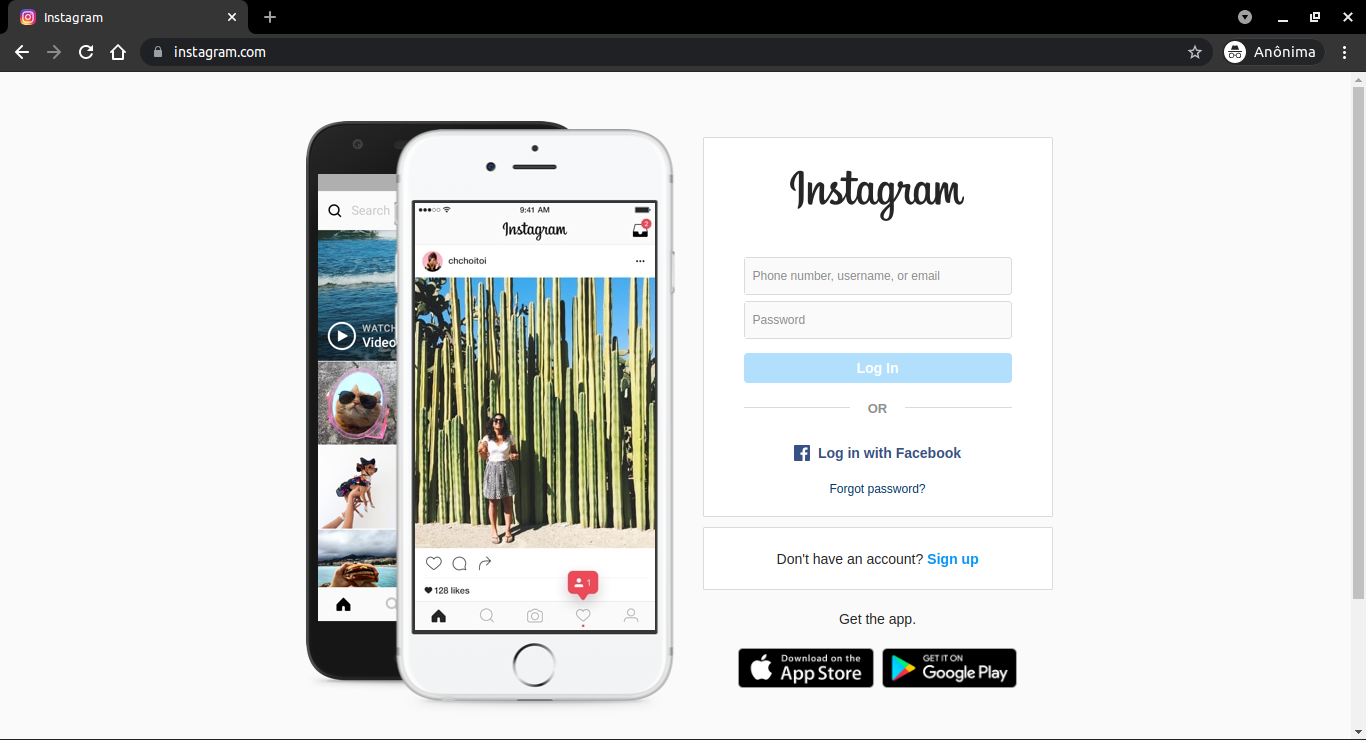 Instagram
instagram.com
Anônima
Search
WATCH
Video
9:41 AM
Instagram
2
chchoitoi
128 likes
1
Instagram
Phone number, username, or email
Password
Log In
OR
Log in with Facebook
Forgot password?
Don't have an account? Sign up
Get the app.
Download on the
App Store
GET IT ON
Google Play